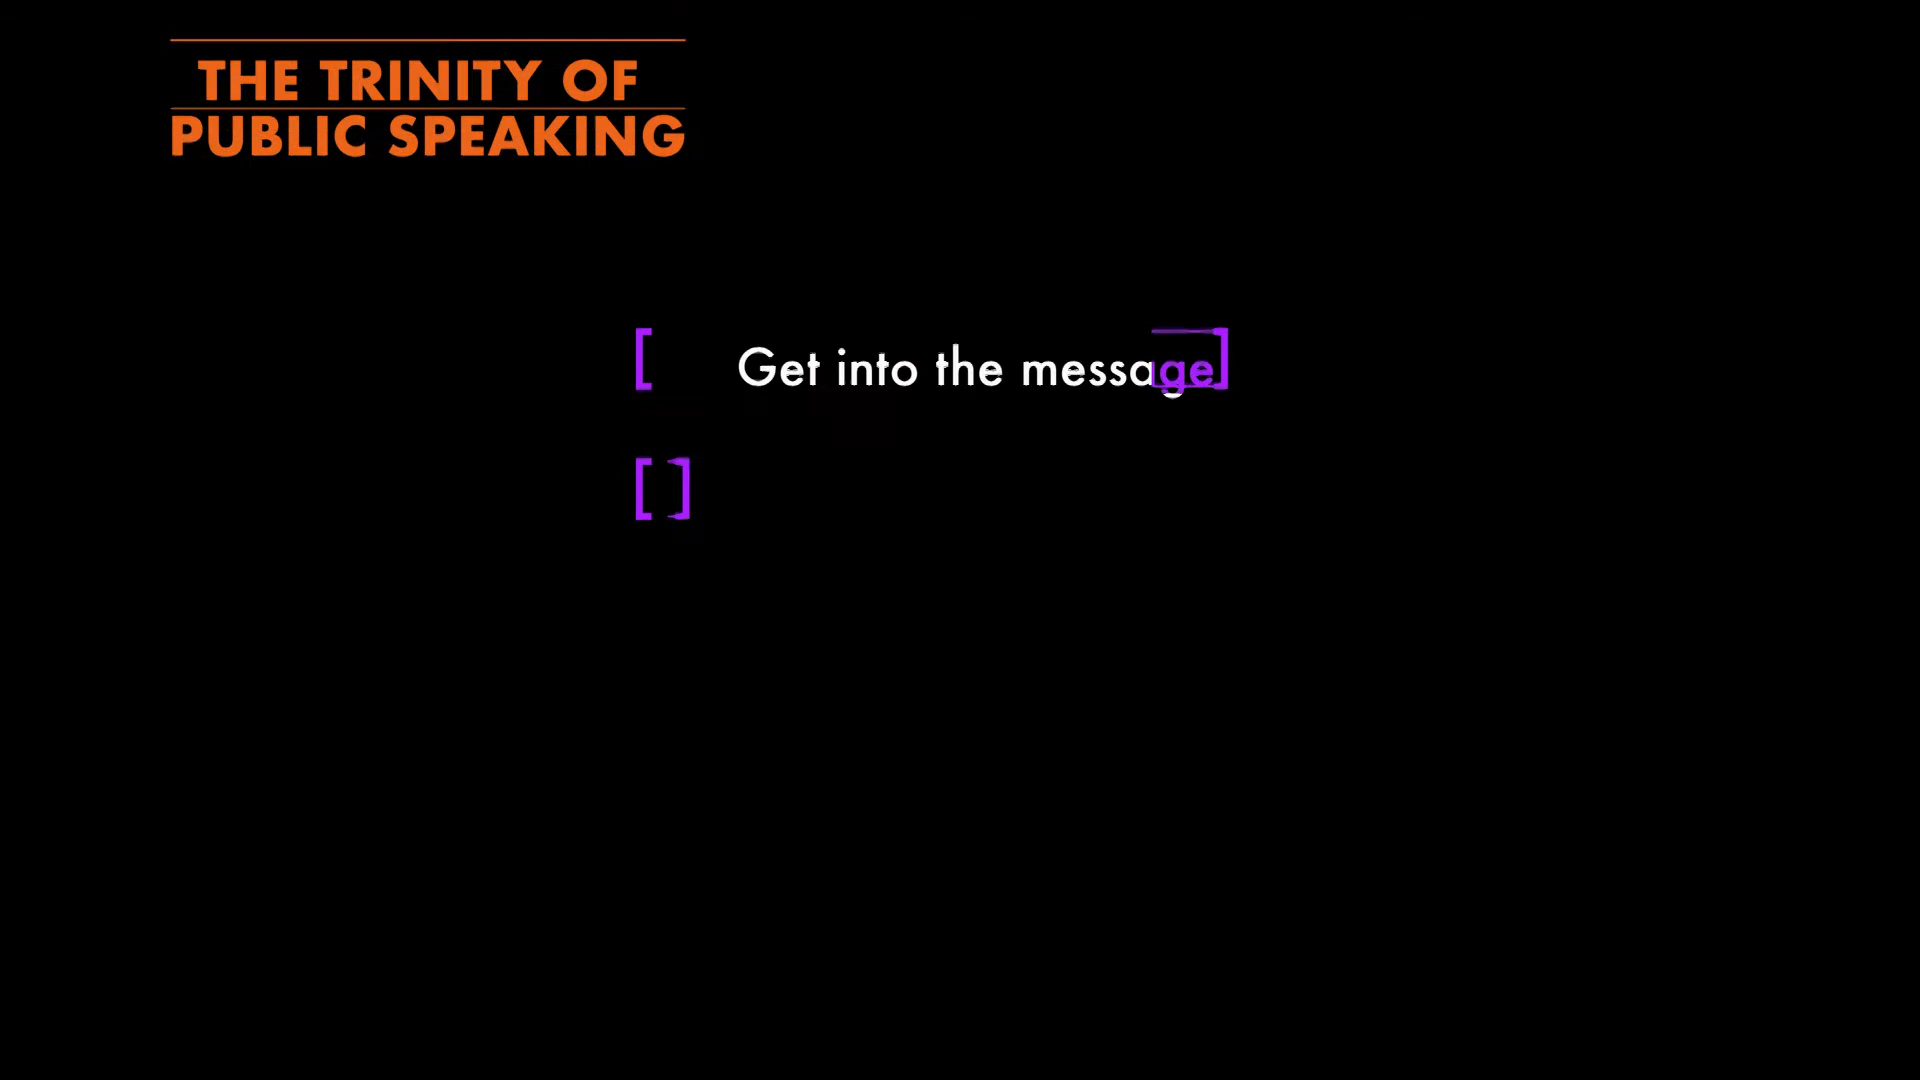 THE TRINITY OF
PUBLIC SPEAKING
[ Get into the message]
[ ]